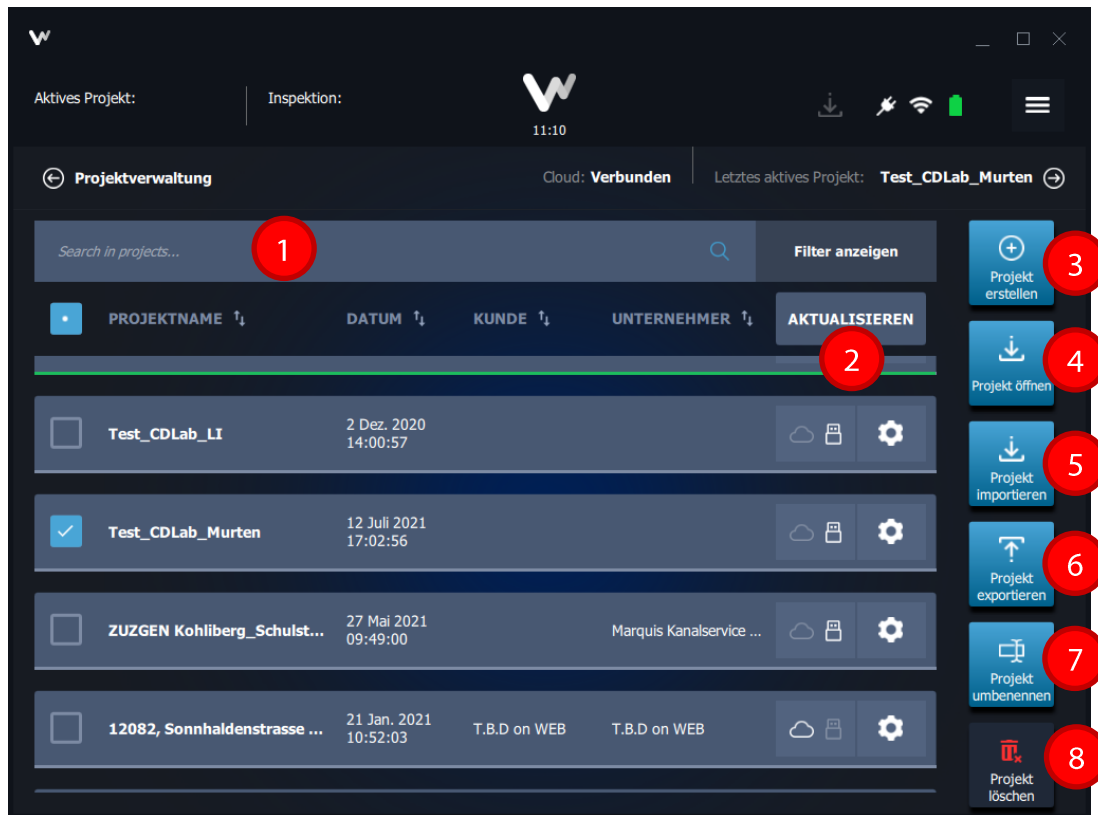 Aktives Projekt:
Inspektion:
11:10
Projektverwaltung
Cloud: Verbunden
Letztes aktives Projekt: Test_CDLab_Murten
Search in projects...
1
Filter anzeigen
PROJEKTNAME
DATUM
KUNDE
UNTERNEHMER
AKTUALISIEREN
2
Test_CDLab_LI
2 Dez. 2020
14:00:57
Test_CDLab_Murten
12 Juli 2021
17:02:56
ZUZGEN Kohliberg_Schulst...
27 Mai 2021
09:49:00
Marquis Kanalservice ...
12082, Sonnhaldenstrasse ...
21 Jan. 2021
10:52:03
T.B.D on WEB
T.B.D on WEB
Projekt
erstellen
3
Projekt öffnen
4
Projekt
importieren
5
Projekt
exportieren
6
Projekt
umbenennen
7
Projekt
löschen
8